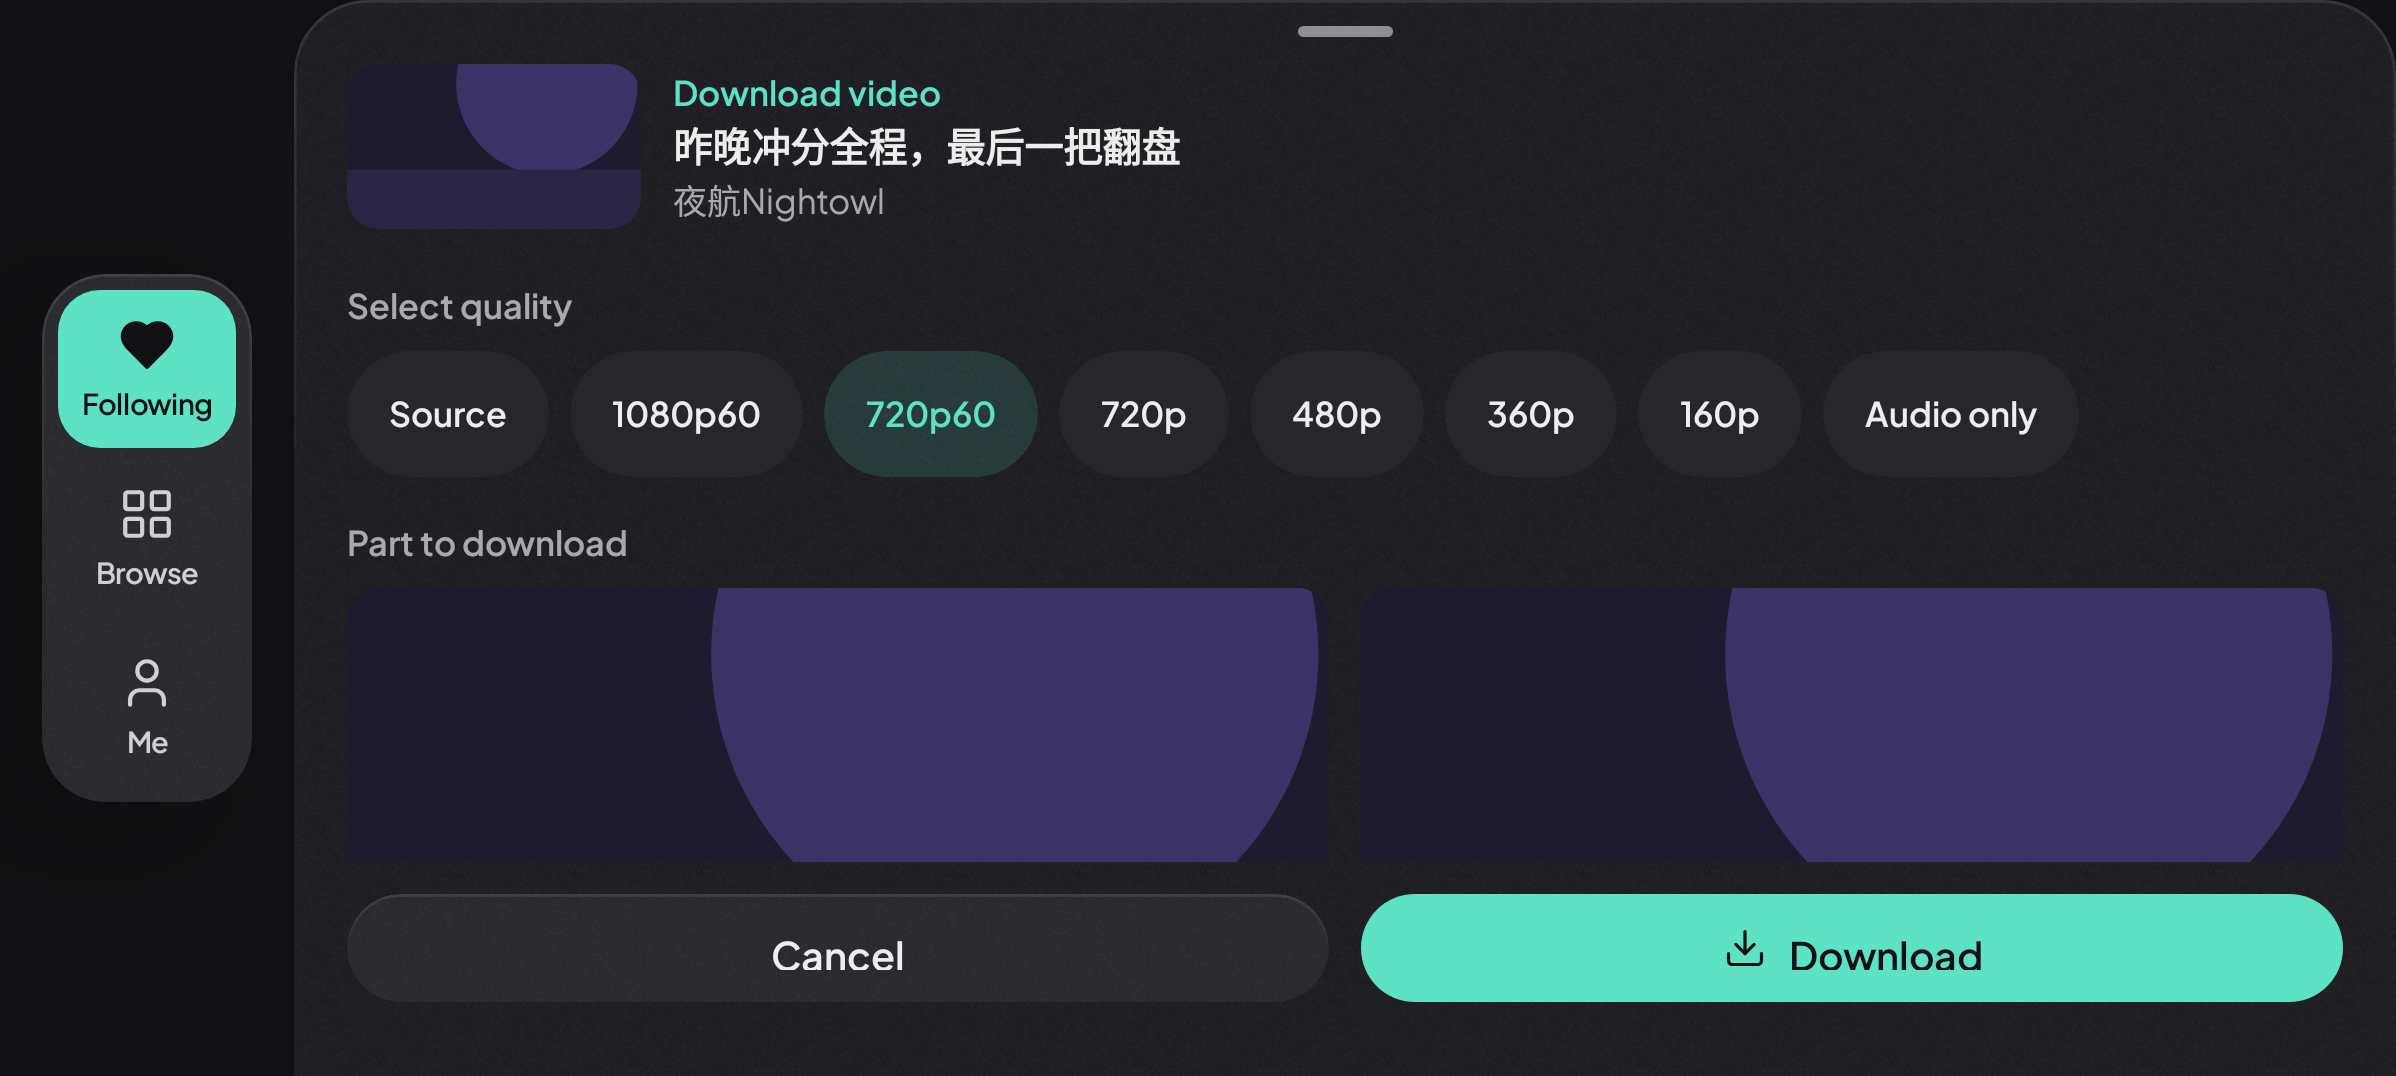 Download video
昨晚冲分全程，最后一把翻盘
夜航Nightowl
Following
Browse
Me
Select quality
Source
1080p60
720p60
720p
480p
360p
160p
Audio only
Part to download
Cancel
Download